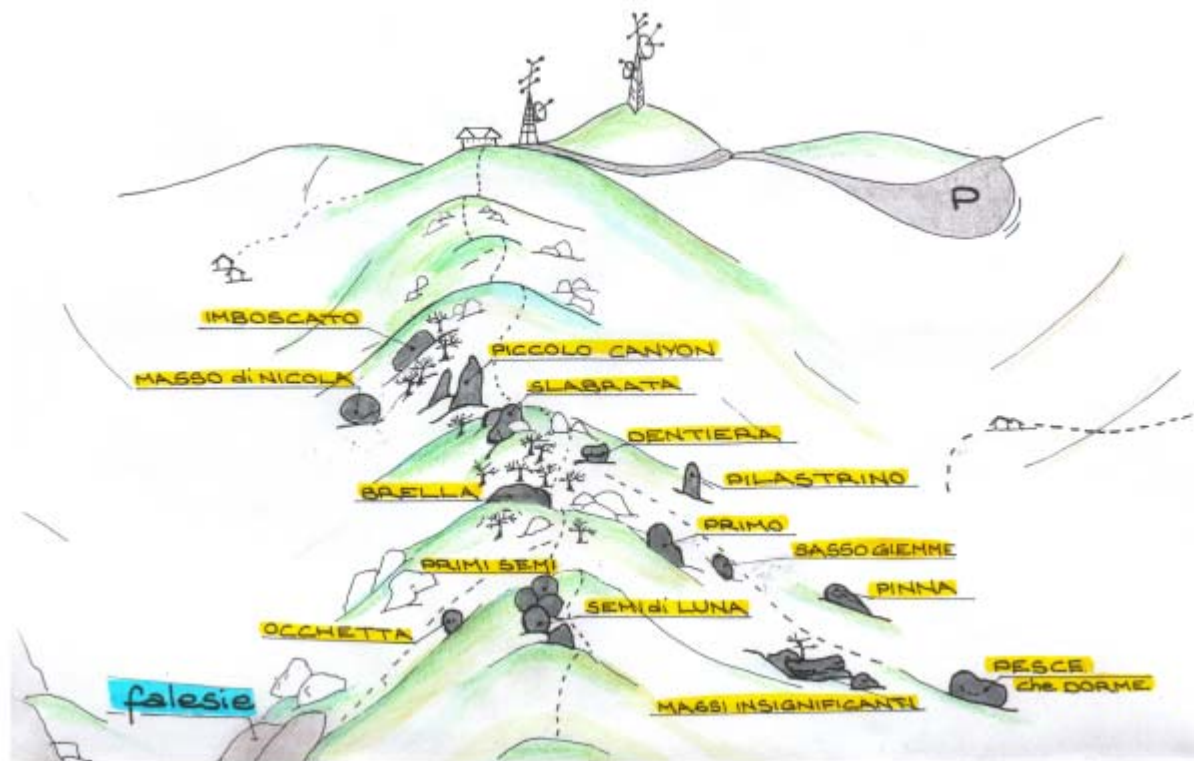 P
IMBOSCATO
PICCOLO CANYON
MASSO di NICOLA
SLABRATA
DENTIERA
PILASTRINO
BRELLA
PRIMO
SASSO GIEMME
PRIMI SEMI
PINNA
SEMI di LUNA
OCCHETTA
PESCE
che DORME
falesie
MASSI INSIGNIFICANTI